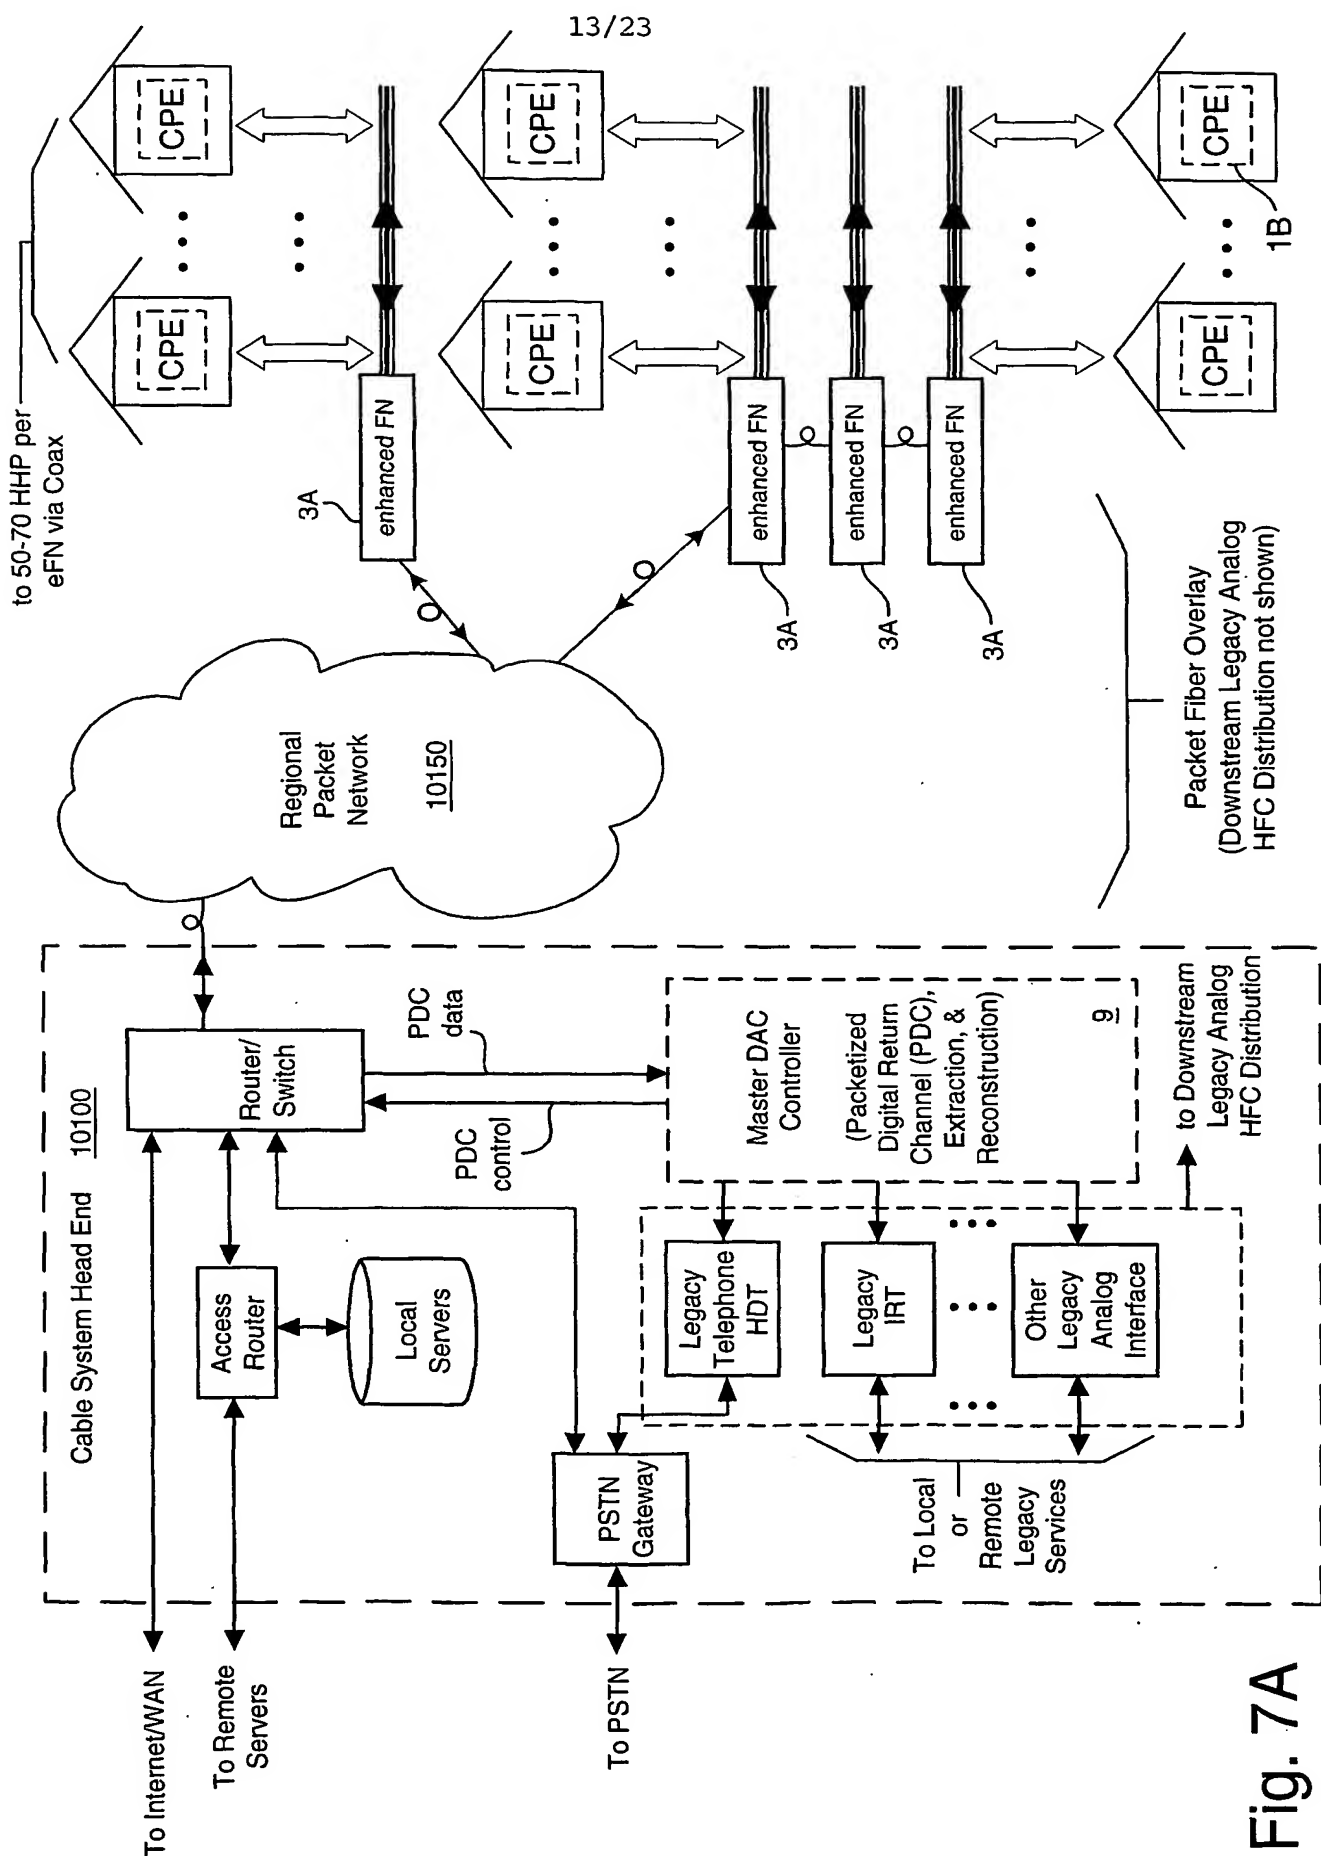 13/23
to 50-70 HHP per
eFN via Coax
CPE
CPE
CPE
CPE
CPE
CPE
1B
3A
enhanced FN
enhanced FN
enhanced FN
enhanced FN
3A
3A
3A
Regional
Packet
Network
10150
Packet Fiber Overlay
(Downstream Legacy Analog
HFC Distribution not shown)
Cable System Head End 10100
Router/
Switch
PDC
data
PDC
control
Master DAC
Controller
(Packetized
Digital Return
Channel (PDC),
Extraction, &
Reconstruction)
9
Access
Router
Local
Servers
PSTN
Gateway
Legacy
Telephone
HDT
Legacy
IRT
Other
Legacy
Analog
Interface
to Downstream
Legacy Analog
HFC Distribution
To Local
or
Remote
Legacy
Services
To Internet/WAN
To Remote
Servers
To PSTN
Fig. 7A